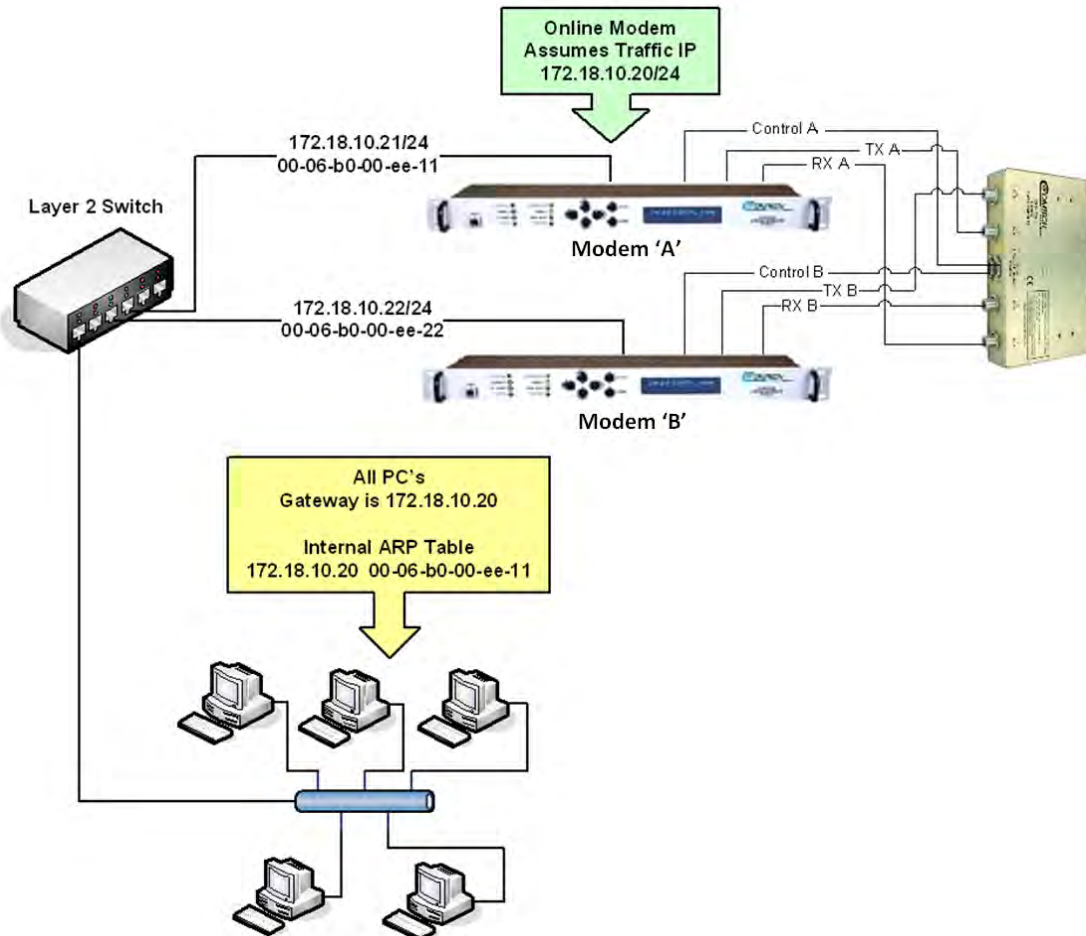 Online Modem
Assumes Traffic IP
172.18.10.20/24
172.18.10.21/24
00-06-b0-00-ee-11
Control A
TX A
RX A
Layer 2 Switch
Modem 'A'
172.18.10.22/24
00-06-b0-00-ee-22
Control B
TX B
RX B
Modem 'B'
All PC's
Gateway is 172.18.10.20
Internal ARP Table
172.18.10.20 00-06-b0-00-ee-11